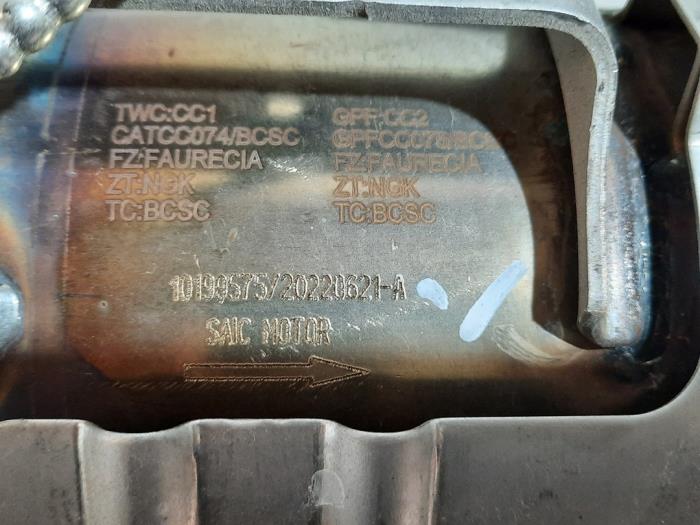 TWC:CC1
CATCC074/BCSC
FZ:FAURECIA
ZT:NGK
TC:BCSC
GPF:CC2
FZ:FAURECIA
ZT:NGK
TC:BCSC
10199575/20220621-A
SAIC MOTOR